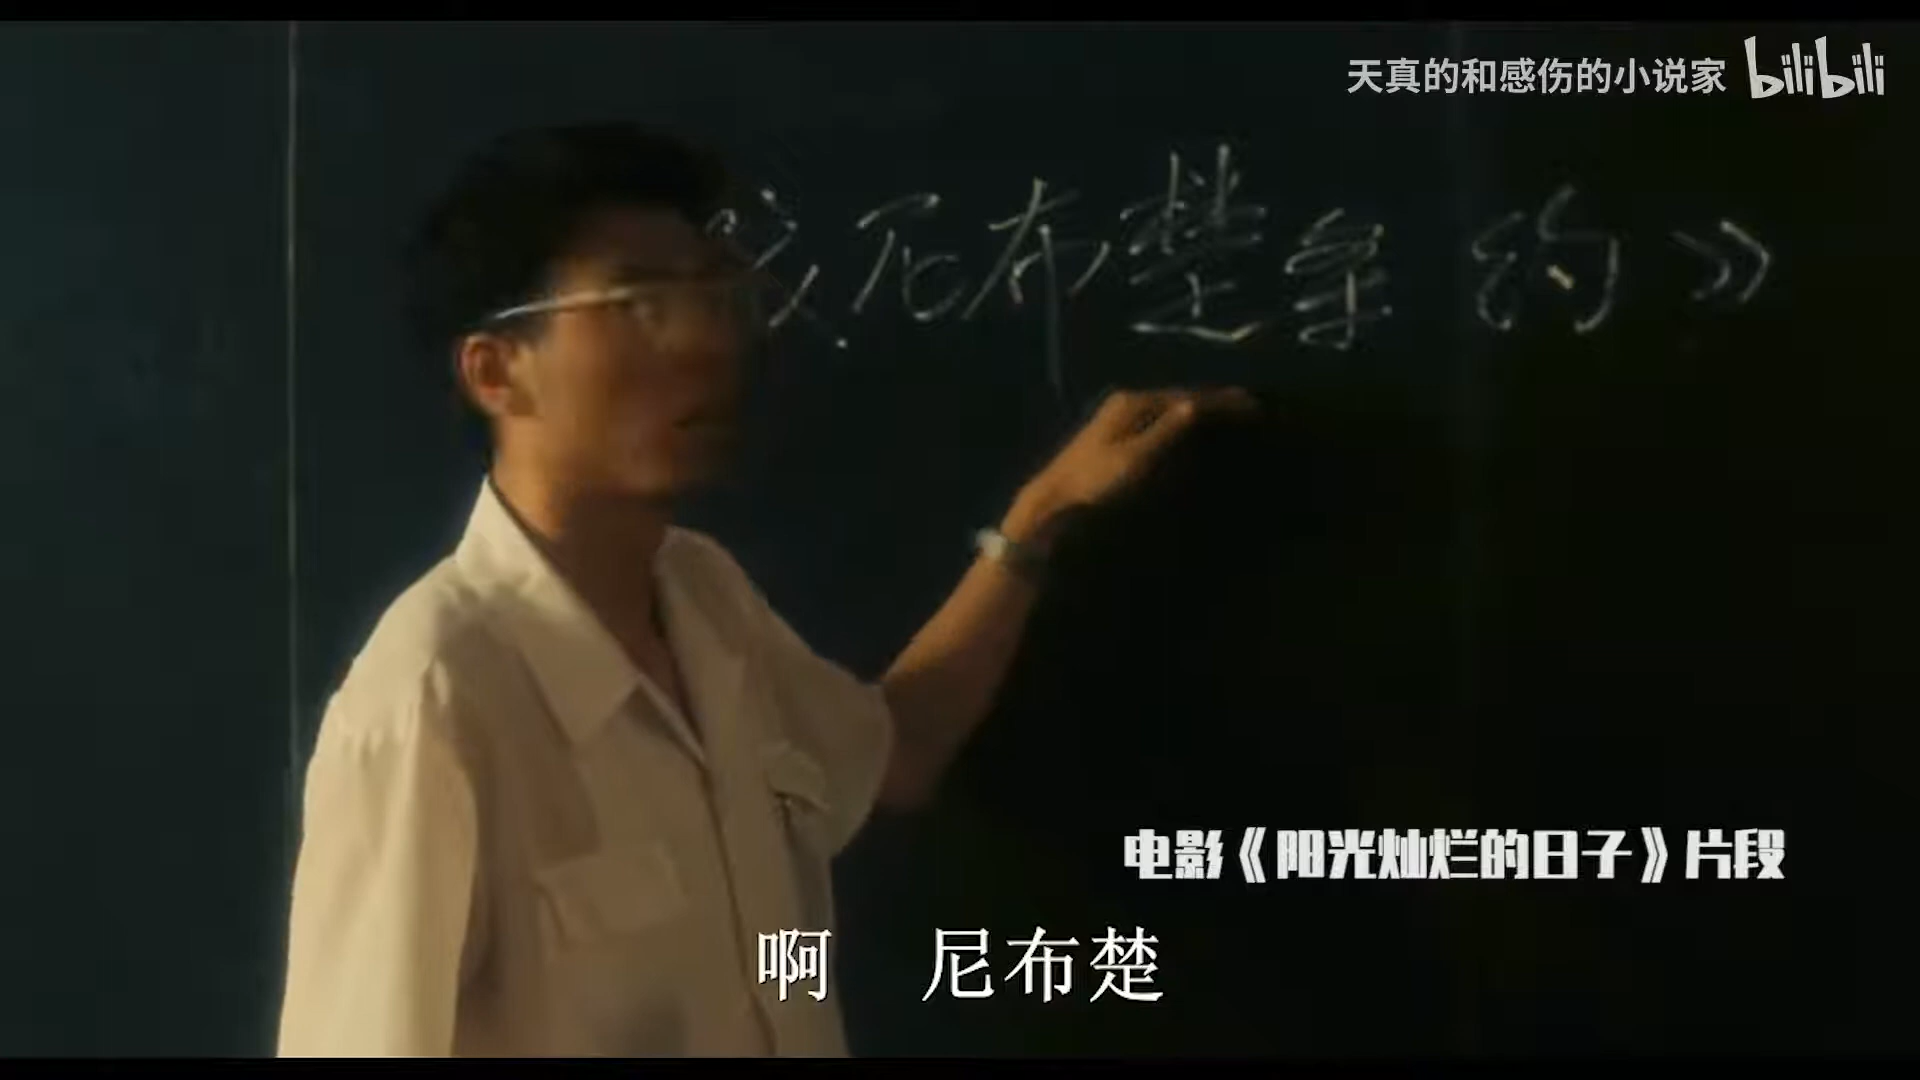 天真的和感伤的小说家 bilibili
尼布楚条约》
电影《阳光灿烂的日子》片段
啊 尼布楚